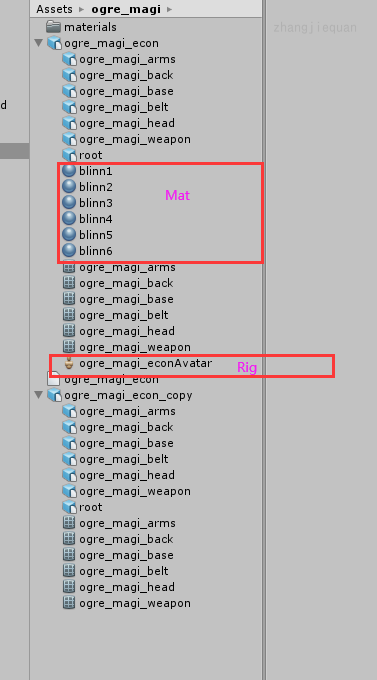 Assets ▸ ogre_magi ▸
zhangjiequan
materials
ogre_magi_econ
ogre_magi_arms
ogre_magi_back
d
ogre_magi_base
ogre_magi_belt
ogre_magi_head
ogre_magi_weapon
root
blinn1
blinn2
Mat
blinn3
blinn4
blinn5
blinn6
ogre_magi_arms
ogre_magi_back
ogre_magi_base
ogre_magi_belt
ogre_magi_head
ogre_magi_weapon
ogre_magi_econAvatar
Rig
ogre_magi_econ
ogre_magi_econ_copy
ogre_magi_arms
ogre_magi_back
ogre_magi_base
ogre_magi_belt
ogre_magi_head
ogre_magi_weapon
root
ogre_magi_arms
ogre_magi_back
ogre_magi_base
ogre_magi_belt
ogre_magi_head
ogre_magi_weapon